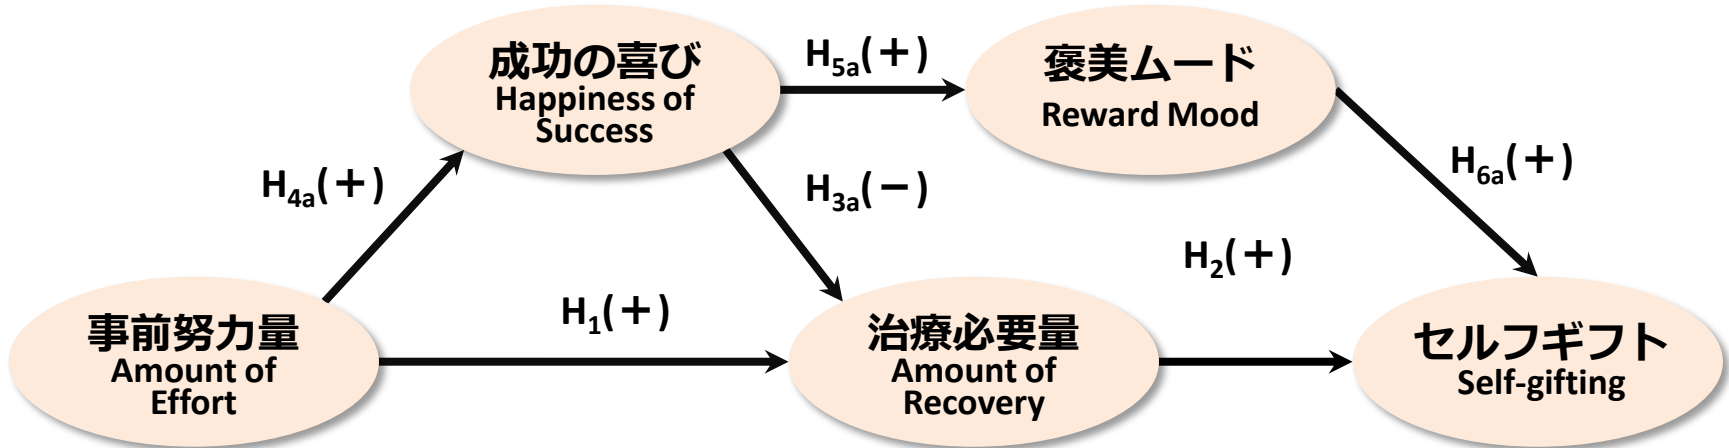 成功の喜び
Happiness of
Success
H5a(+)
褒美ムード
Reward Mood
H4a(+)
H3a(−)
H6a(+)
H2(+)
事前努力量
Amount of
Effort
H1(+)
治療必要量
Amount of
Recovery
セルフギフト
Self-gifting